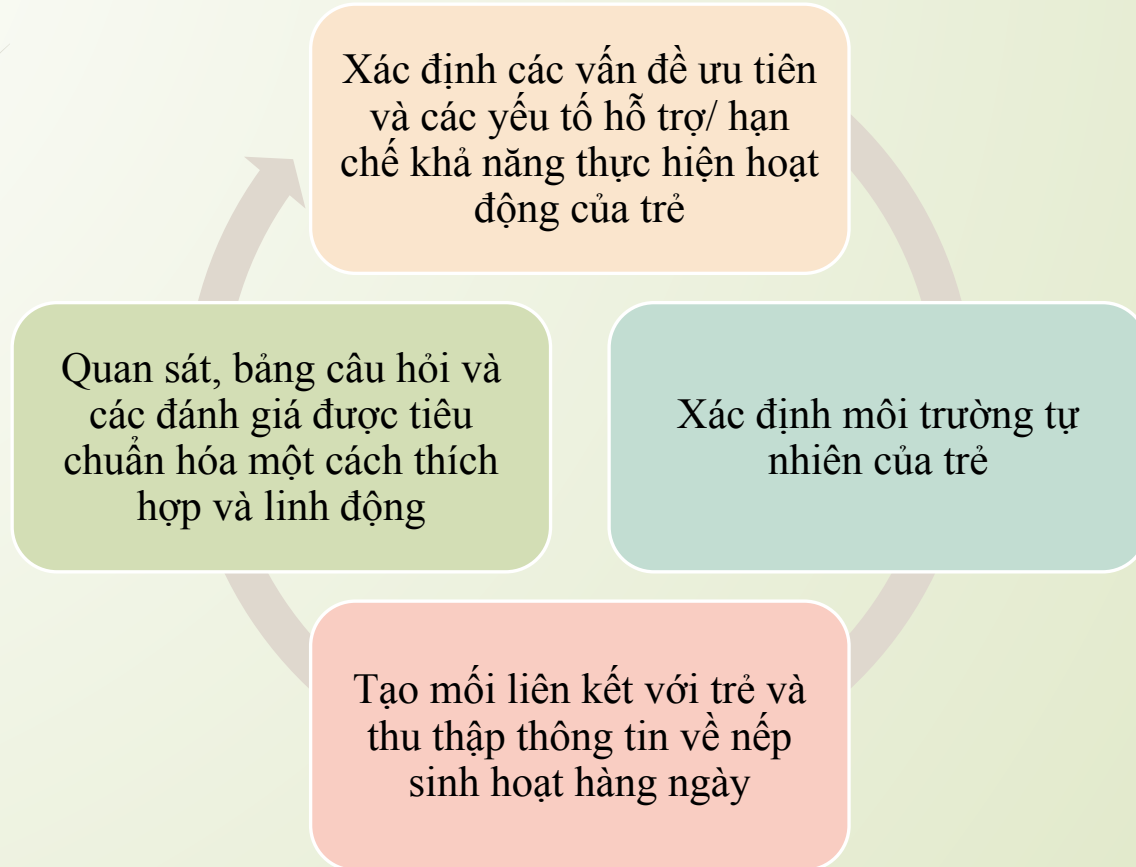 Xác định các vấn đề ưu tiên
và các yếu tố hỗ trợ/ hạn
chế khả năng thực hiện hoạt
động của trẻ
Xác định môi trường tự
nhiên của trẻ
Tạo mối liên kết với trẻ và
thu thập thông tin về nếp
sinh hoạt hàng ngày
Quan sát, bảng câu hỏi và
các đánh giá được tiêu
chuẩn hóa một cách thích
hợp và linh động